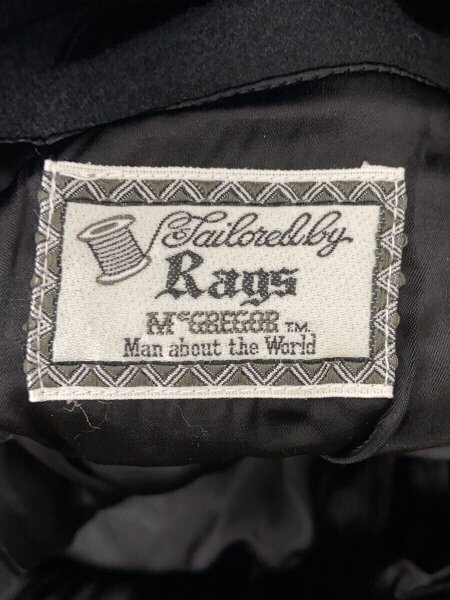 Tailored by
Rags
McGREGOR T.M.
Man about the World